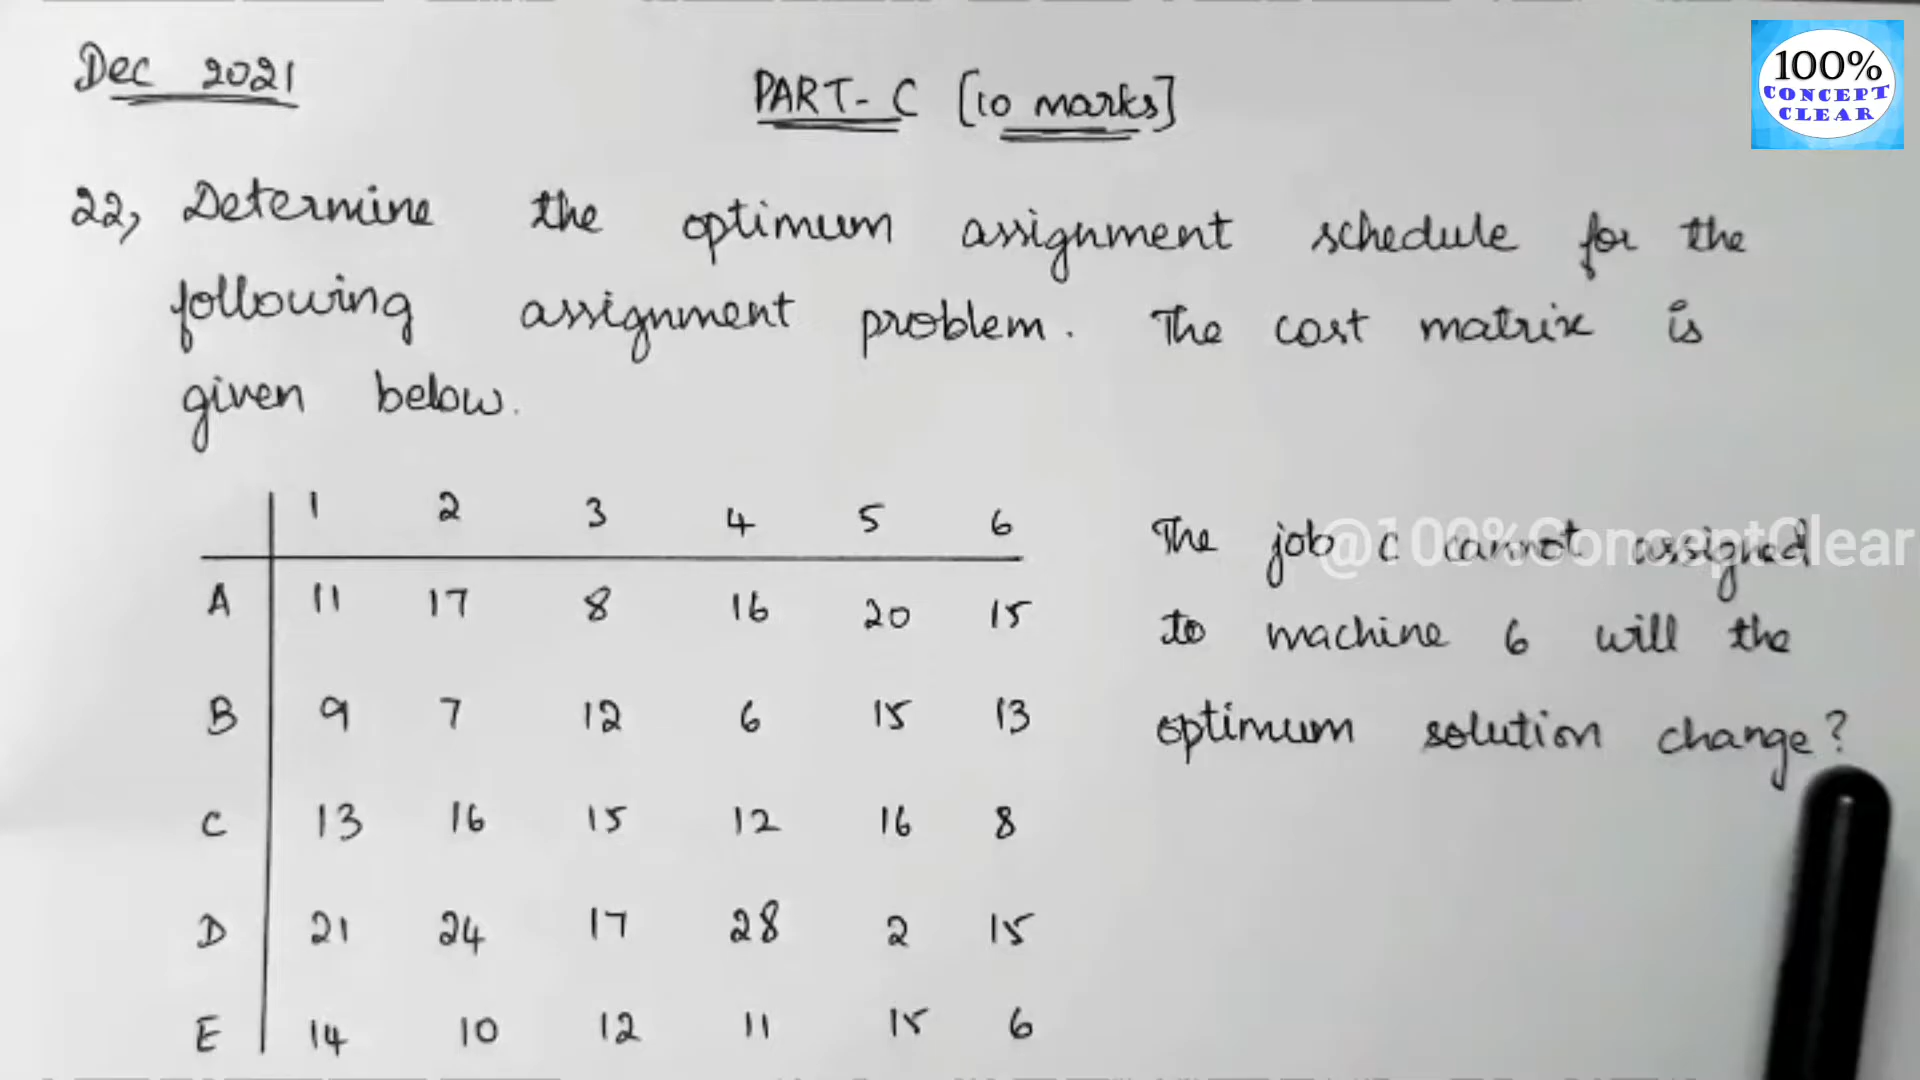 Dec 2021
PART-C [10 marks]
100%
CONCEPT
CLEAR
22, Determine the optimum assignment schedule for the
following assignment problem. The cost matrix is
given below.
1 2 3 4 5 6
A 11 17 8 16 20 15
B 9 7 12 6 15 13
C 13 16 15 12 16 8
D 21 24 17 28 2 15
E 14 10 12 11 15 6
The job C cannot assigned
@100%ConceptClear
to machine 6 will the
optimum solution change?